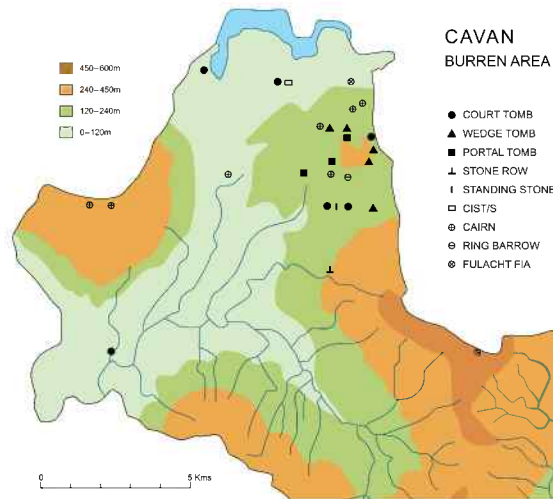 CAVAN
BURREN AREA
450–600m
240–450m
120–240m
0–120m
COURT TOMB
WEDGE TOMB
PORTAL TOMB
STONE ROW
STANDING STONE
CIST/S
CAIRN
RING BARROW
FULACHT FIA
0 5 Kms